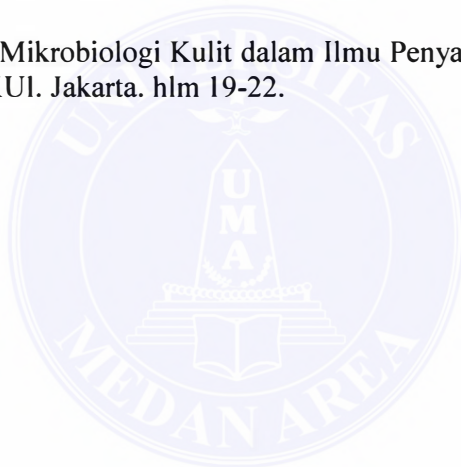 Mikrobiologi Kulit dalam Ilmu Penya
UI. Jakarta. hlm 19-22.
UNIVERSITAS
UMA
MEDAN AREA